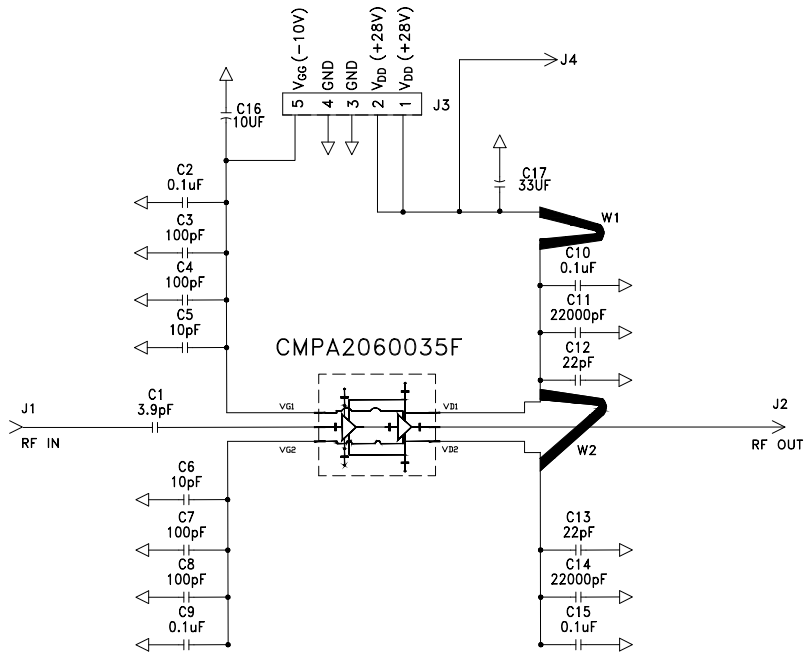 VGG (-10V)
GND
GND
VDD (+28V)
VDD (+28V)
5 4 3 2 1
J3
J4
C16
10UF
C17
33UF
C2
0.1uF
C3
100pF
C4
100pF
C5
10pF
W1
C10
0.1uF
C11
22000pF
C12
22pF
CMPA2060035F
J1
RF IN
C1
3.9pF
VG1
VD1
VG2
VD2
W2
J2
RF OUT
C6
10pF
C7
100pF
C8
100pF
C9
0.1uF
C13
22pF
C14
22000pF
C15
0.1uF